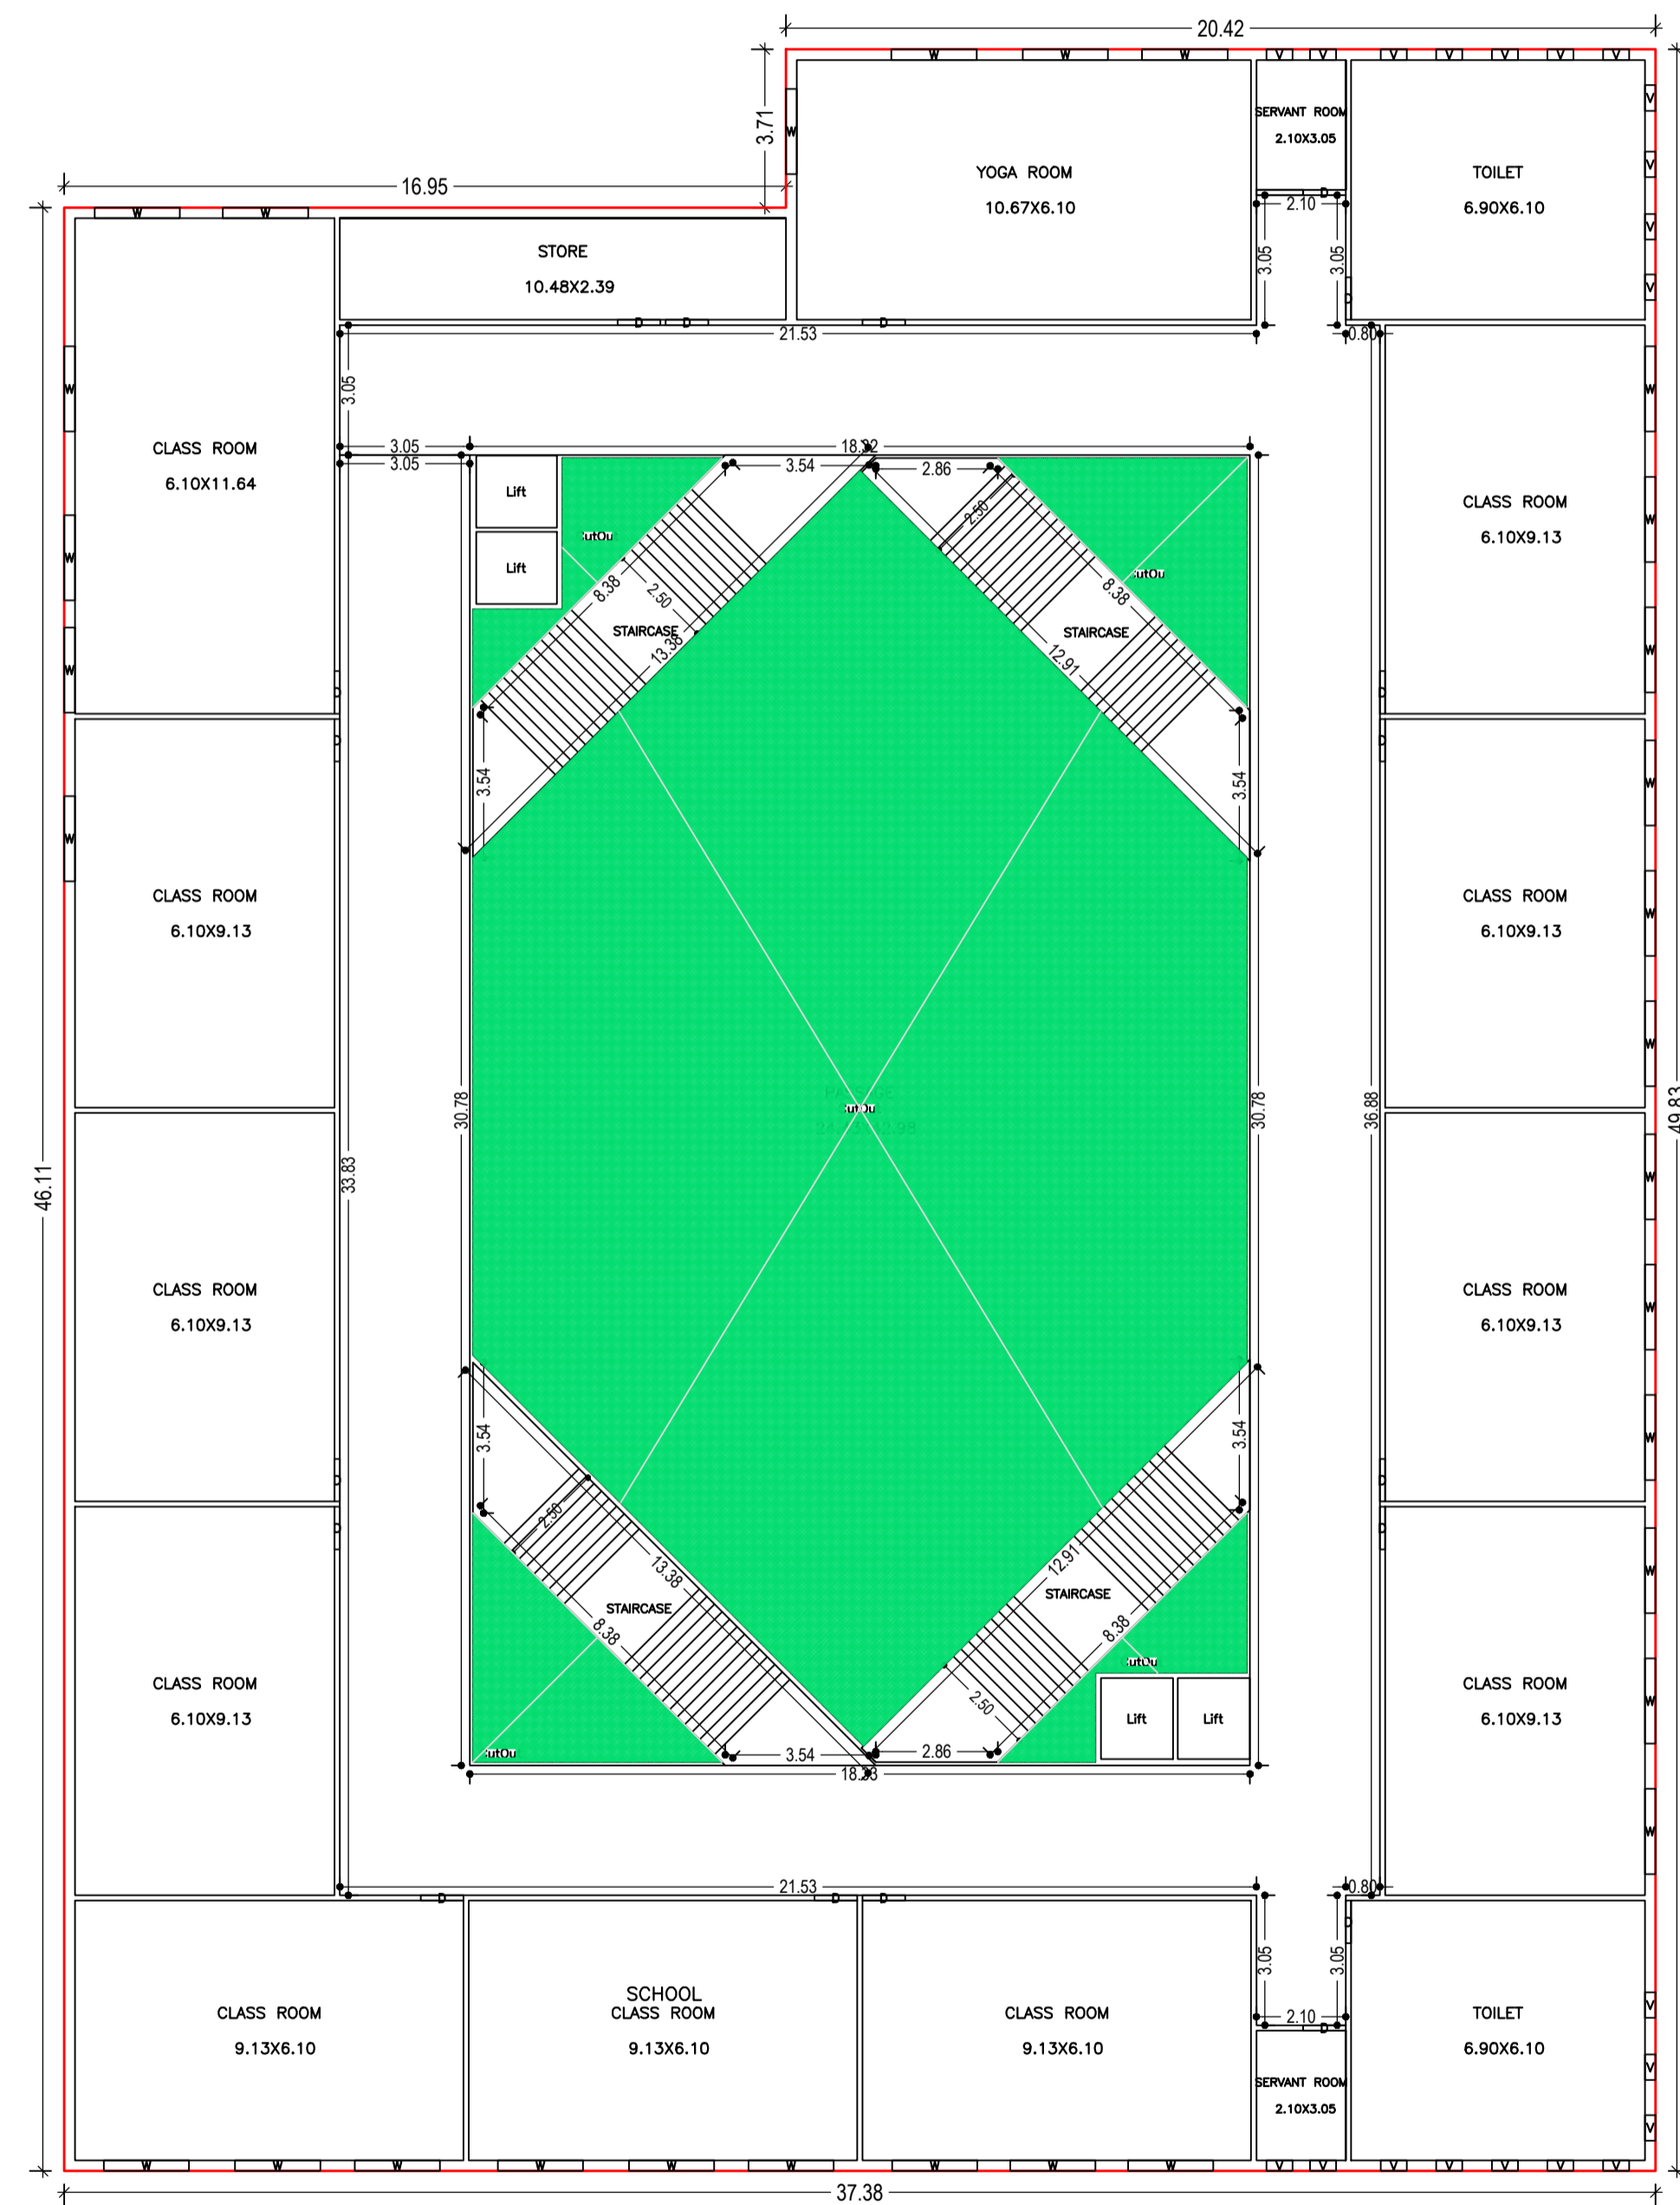 20.42
W W W V V V V V V V
3.71
W
SERVANT ROOM
2.10X3.05
V
YOGA ROOM
10.67X6.10
TOILET
6.90X6.10
V
16.95
D
2.10
W W
V
STORE
10.48X2.39
3.05
3.05
V
D
D D
D
21.53
0.80
W
3.05
W
CLASS ROOM
6.10X11.64
3.05
18.32
3.05
3.54
2.86
Lift
2.50
CLASS ROOM
6.10X9.13
W
utOu
W
Lift
utOu
8.38
2.50
8.38
STAIRCASE
STAIRCASE
13.38
12.91
W
W
D
D
3.54
3.54
D
D
W
W
CLASS ROOM
6.10X9.13
CLASS ROOM
6.10X9.13
W
W
utOu
30.78
30.78
36.88
49.83
46.11
33.83
W
CLASS ROOM
6.10X9.13
CLASS ROOM
6.10X9.13
W
3.54
3.54
W
D
D
2.50
D
D
W
13.38
12.91
STAIRCASE
STAIRCASE
8.38
8.38
utOu
CLASS ROOM
6.10X9.13
CLASS ROOM
6.10X9.13
W
2.50
Lift
Lift
utOu
3.54
2.86
18.33
W
21.53
0.80
D
D D
D
3.05
3.05
SCHOOL
CLASS ROOM
9.13X6.10
CLASS ROOM
9.13X6.10
CLASS ROOM
9.13X6.10
2.10
D
TOILET
6.90X6.10
V
V
SERVANT ROOM
2.10X3.05
V
W W W W W W W W W V V V V V V V
37.38